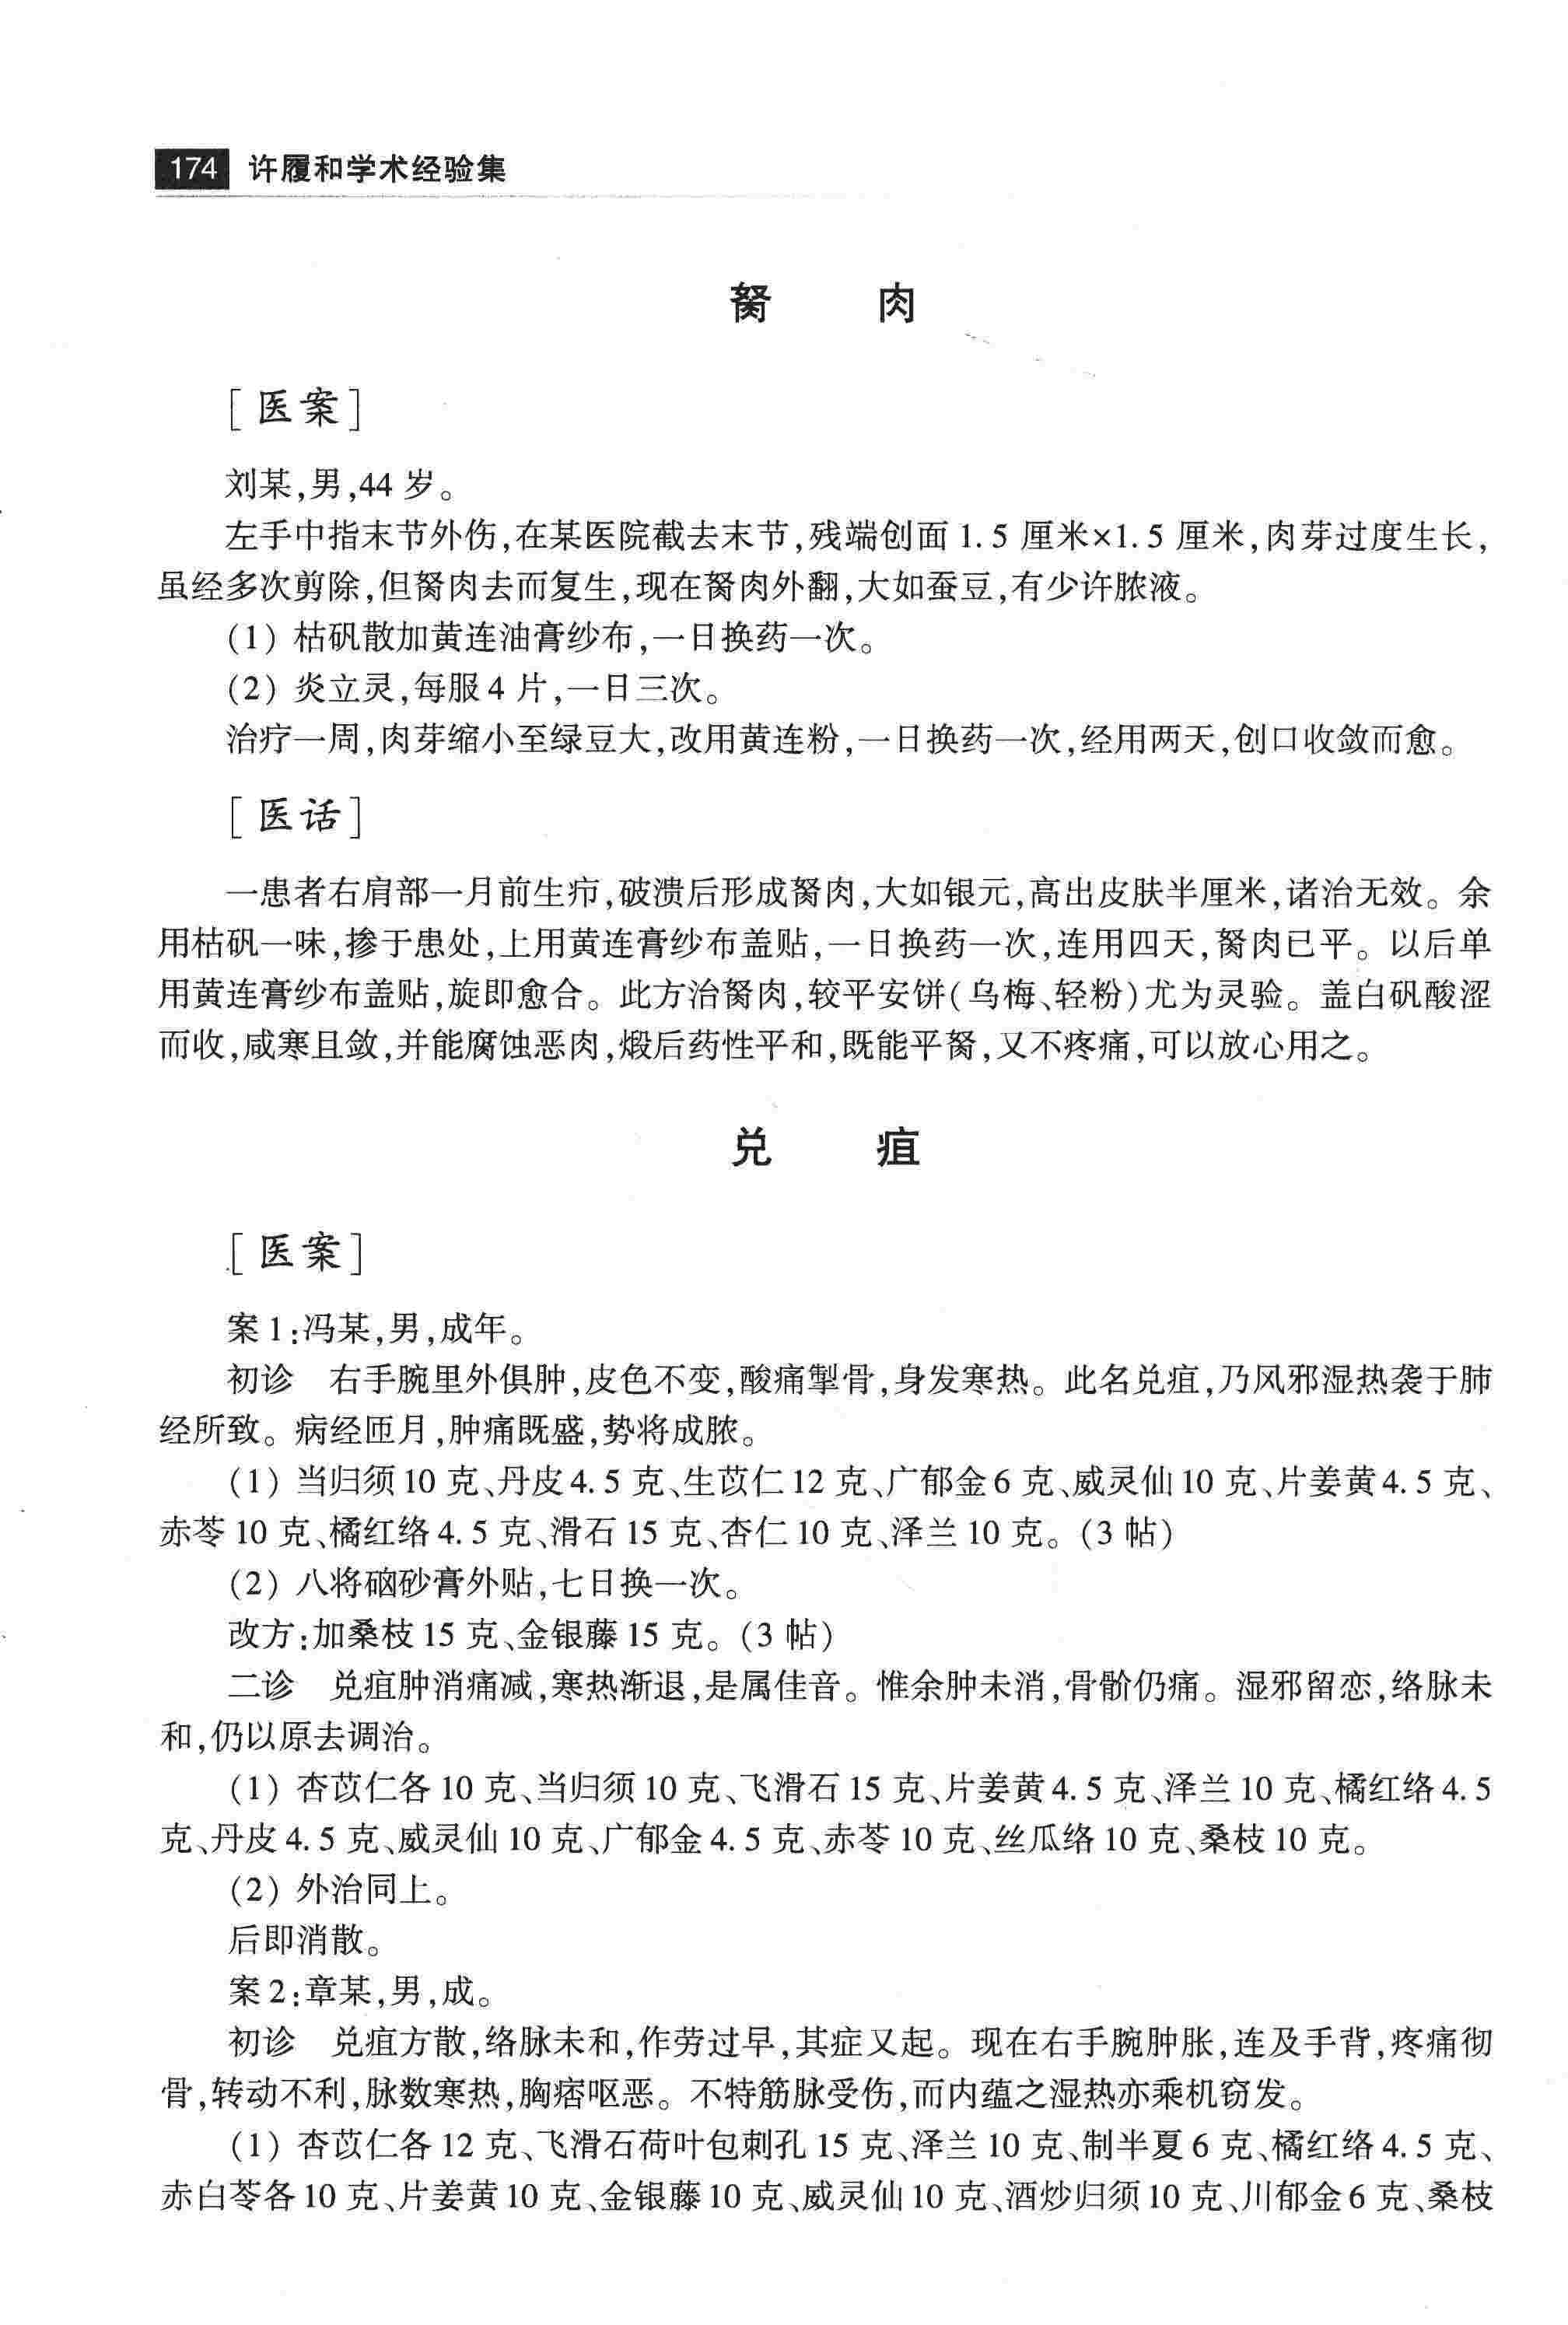 174 许履和学术经验集
胬 肉
[医案]
刘某,男,44 岁。
左手中指末节外伤,在某医院截去末节,残端创面 1.5 厘米×1.5 厘米,肉芽过度生长,
虽经多次剪除,但胬肉去而复生,现在胬肉外翻,大如蚕豆,有少许脓液。
(1) 枯矾散加黄连油膏纱布,一日换药一次。
(2) 炎立灵,每服 4 片,一日三次。
治疗一周,肉芽缩小至绿豆大,改用黄连粉,一日换药一次,经用两天,创口收敛而愈。
[医话]
一患者右肩部一月前生疖,破溃后形成胬肉,大如银元,高出皮肤半厘米,诸治无效。余
用枯矾一味,掺于患处,上用黄连膏纱布盖贴,一日换药一次,连用四天,胬肉已平。以后单
用黄连膏纱布盖贴,旋即愈合。此方治胬肉,较平安饼(乌梅、轻粉)尤为灵验。盖白矾酸涩
而收,咸寒且敛,并能腐蚀恶肉,煅后药性平和,既能平胬,又不疼痛,可以放心用之。
兑 疽
[医案]
案 1:冯某,男,成年。
初诊 右手腕里外俱肿,皮色不变,酸痛掣骨,身发寒热。此名兑疽,乃风邪湿热袭于肺
经所致。病经匝月,肿痛既盛,势将成脓。
(1) 当归须 10 克、丹皮 4.5 克、生苡仁 12 克、广郁金 6 克、威灵仙 10 克、片姜黄 4.5 克、
赤苓 10 克、橘红络 4.5 克、滑石 15 克、杏仁 10 克、泽兰 10 克。(3 帖)
(2) 八将硇砂膏外贴,七日换一次。
改方:加桑枝 15 克、金银藤 15 克。(3 帖)
二诊 兑疽肿消痛减,寒热渐退,是属佳音。惟余肿未消,骨骱仍痛。湿邪留恋,络脉未
和,仍以原去调治。
(1) 杏苡仁各 10 克、当归须 10 克、飞滑石 15 克、片姜黄 4.5 克、泽兰 10 克、橘红络 4.5
克、丹皮 4.5 克、威灵仙 10 克、广郁金 4.5 克、赤苓 10 克、丝瓜络 10 克、桑枝 10 克。
(2) 外治同上。
后即消散。
案 2:章某,男,成。
初诊 兑疽方散,络脉未和,作劳过早,其症又起。现在右手腕肿胀,连及手背,疼痛彻
骨,转动不利,脉数寒热,胸痞呕恶。不特筋脉受伤,而内蕴之湿热亦乘机窃发。
(1) 杏苡仁各 12 克、飞滑石荷叶包刺孔 15 克、泽兰 10 克、制半夏 6 克、橘红络 4.5 克、
赤白苓各 10 克、片姜黄 10 克、金银藤 10 克、威灵仙 10 克、酒炒归须 10 克、川郁金 6 克、桑枝